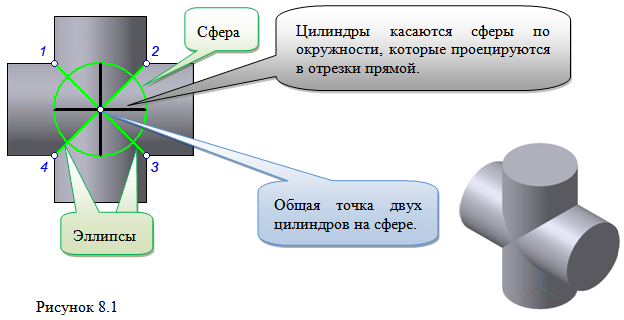 Сфера
Цилиндры касаются сферы по
окружности, которые проецируются
в отрезки прямой.
1
2
4
3
Общая точка двух
цилиндров на сфере.
Эллипсы
Рисунок 8.1